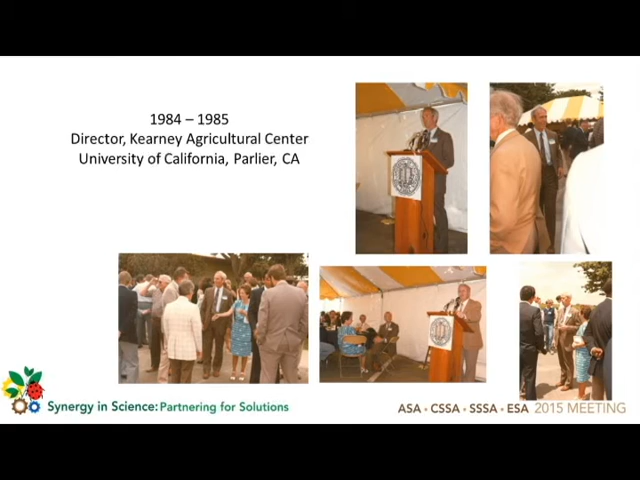 1984 – 1985
Director, Kearney Agricultural Center
University of California, Parlier, CA
Synergy in Science: Partnering for Solutions
ASA • CSSA • SSSA • ESA 2015 MEETING